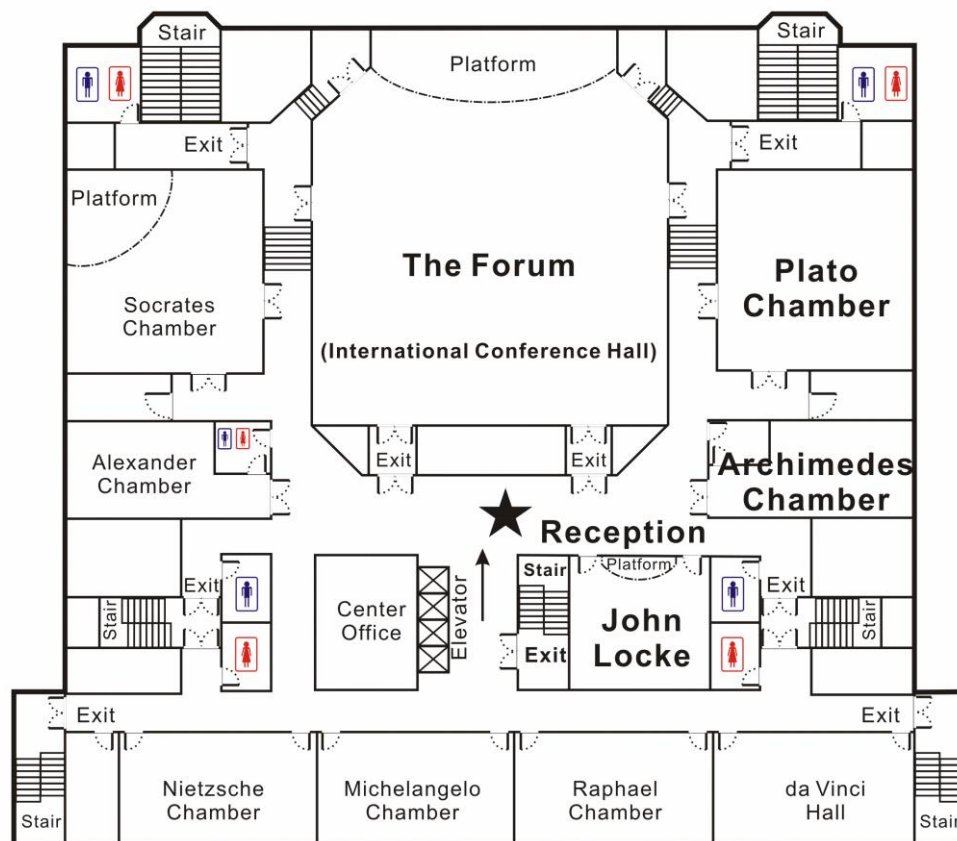 Stair
Stair
Platform
Exit
Exit
Platform
The Forum
Plato
Chamber
Socrates
Chamber
(International Conference Hall)
Alexander
Chamber
Exit
Exit
Archimedes
Chamber
Reception
Exit
Stair
Platform
Exit
Stair
Center
Office
Elevator
John
Locke
Stair
Exit
Exit
Exit
Nietzsche
Chamber
Michelangelo
Chamber
Raphael
Chamber
da Vinci
Hall
Stair
Stair